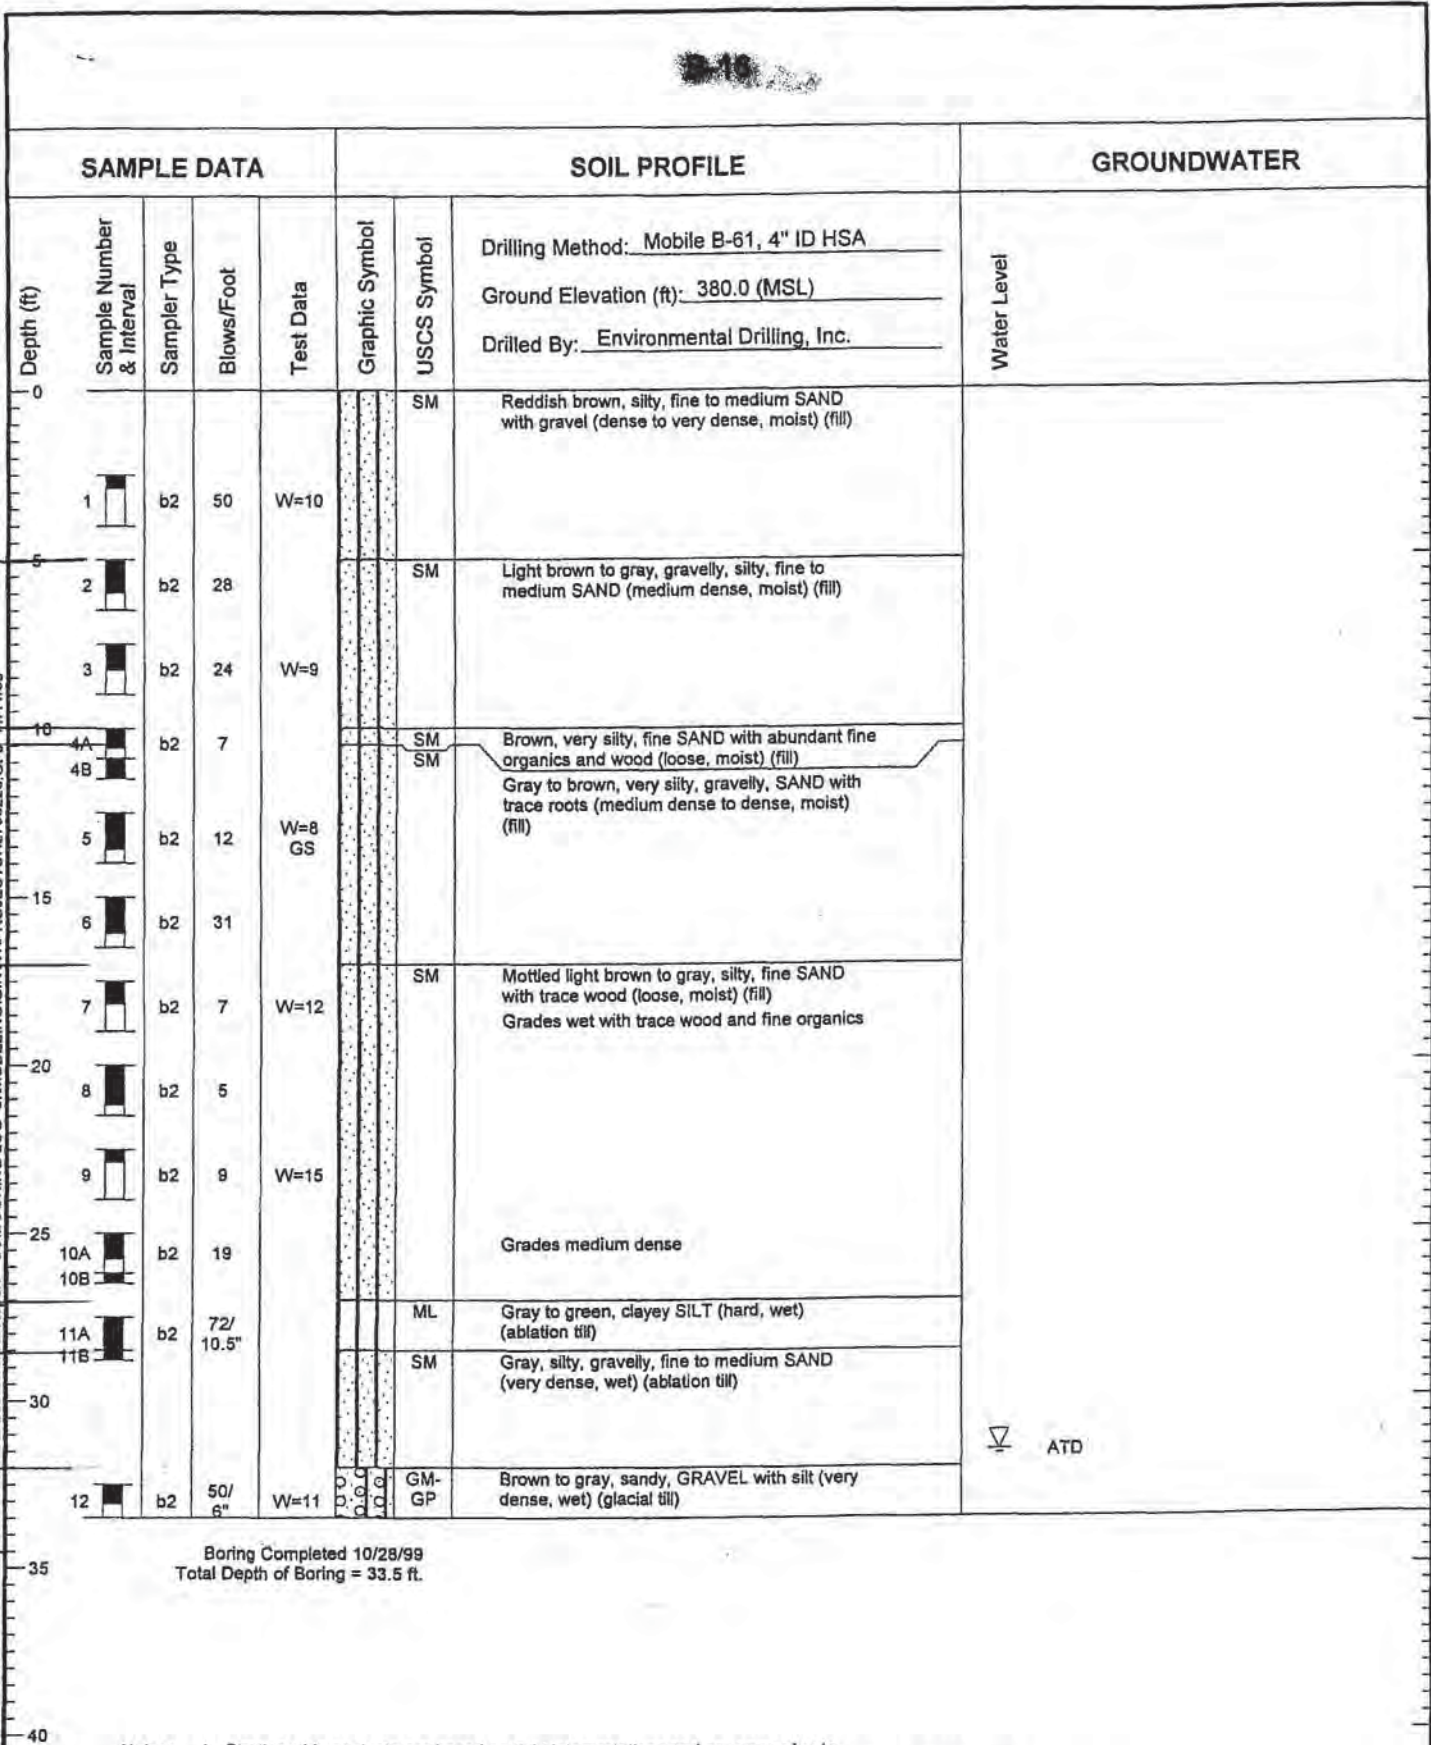 B-16
SAMPLE DATA
SOIL PROFILE
GROUNDWATER
Depth (ft)
Sample Number
& Interval
Sampler Type
Blows/Foot
Test Data
Graphic Symbol
USCS Symbol
Drilling Method: Mobile B-61, 4" ID HSA
Ground Elevation (ft): 380.0 (MSL)
Drilled By: Environmental Drilling, Inc.
Water Level
0
SM Reddish brown, silty, fine to medium SAND
with gravel (dense to very dense, moist) (fill)
1 b2 50 W=10
5
SM Light brown to gray, gravelly, silty, fine to
2 b2 28 medium SAND (medium dense, moist) (fill)
3 b2 24 W=9
10
4A b2 7 SM Brown, very silty, fine SAND with abundant fine
4B SM organics and wood (loose, moist) (fill)
Gray to brown, very silty, gravelly, SAND with
trace roots (medium dense to dense, moist)
(fill)
5 b2 12 W=8
GS
15
6 b2 31
SM Mottled light brown to gray, silty, fine SAND
with trace wood (loose, moist) (fill)
7 b2 7 W=12 Grades wet with trace wood and fine organics
20
8 b2 5
9 b2 9 W=15
25
10A b2 19 Grades medium dense
10B
ML Gray to green, clayey SILT (hard, wet)
(ablation till)
11A b2 72/
10.5"
11B SM Gray, silty, gravelly, fine to medium SAND
(very dense, wet) (ablation till)
30
ATD
GM-
GP
Brown to gray, sandy, GRAVEL with silt (very
dense, wet) (glacial till)
12 b2 50/
6"
W=11
Boring Completed 10/28/99
Total Depth of Boring = 33.5 ft.
35
40